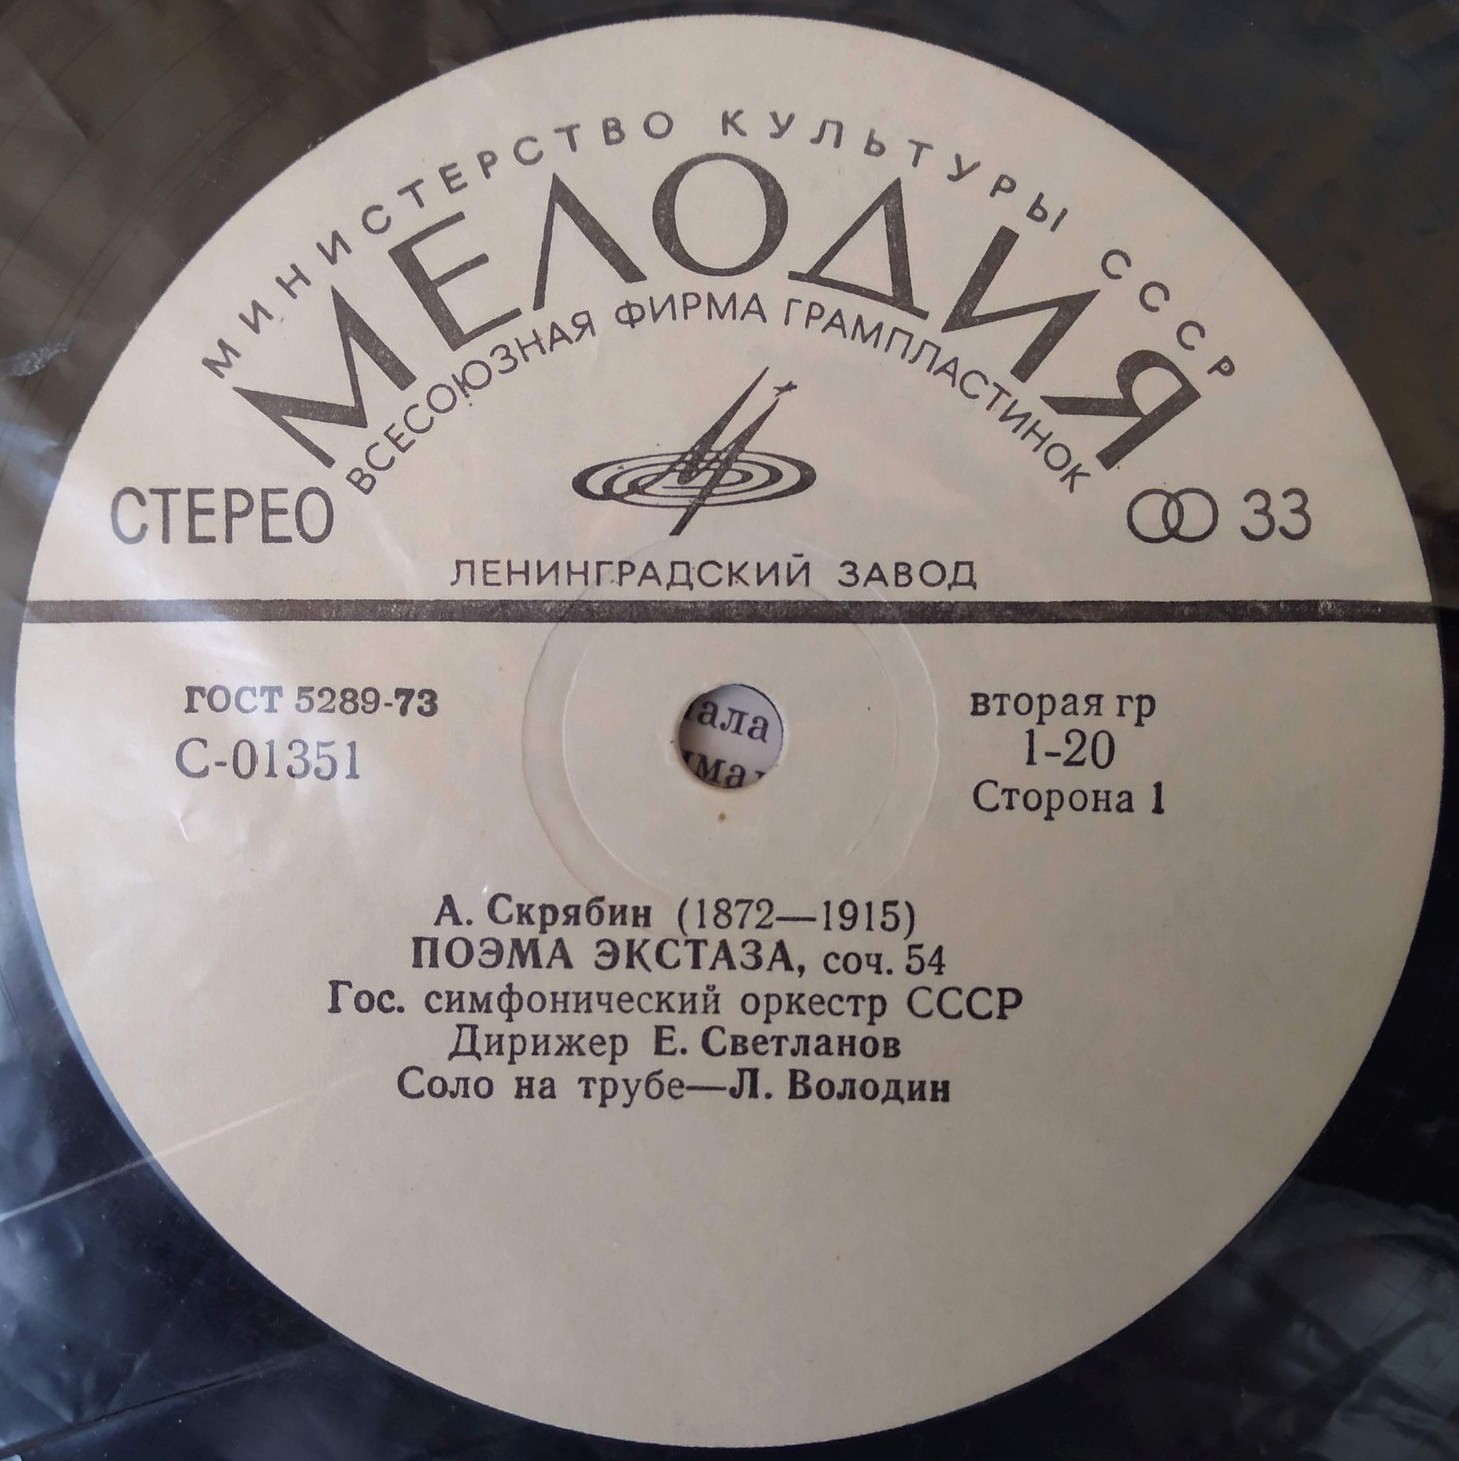 МИНИСТЕРСТВО КУЛЬТУРЫ СССР
МЕЛОДИЯ
ВСЕСОЮЗНАЯ ФИРМА ГРАМПЛАСТИНОК
СТЕРЕО
33
ЛЕНИНГРАДСКИЙ ЗАВОД
ГОСТ 5289-73
С-01351
вторая гр
1-20
Сторона 1
А. Скрябин (1872—1915)
ПОЭМА ЭКСТАЗА, соч. 54
Гос. симфонический оркестр СССР
Дирижер Е. Светланов
Соло на трубе—Л. Володин